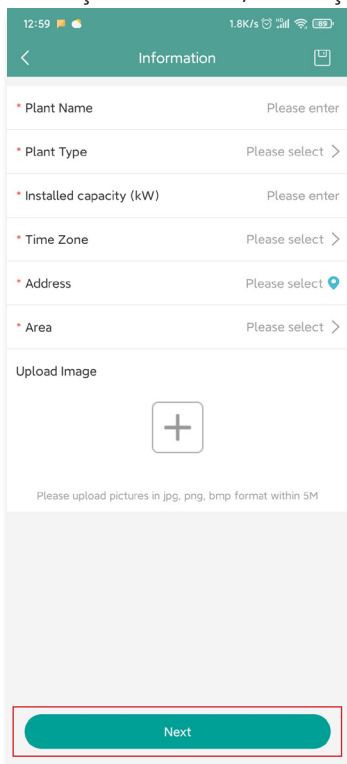 12:59 1.8K/s 89
Information
* Plant Name Please enter
* Plant Type Please select
* Installed capacity (kW) Please enter
* Time Zone Please select
* Address Please select
* Area Please select
Upload Image
Please upload pictures in jpg, png, bmp format within 5M
Next